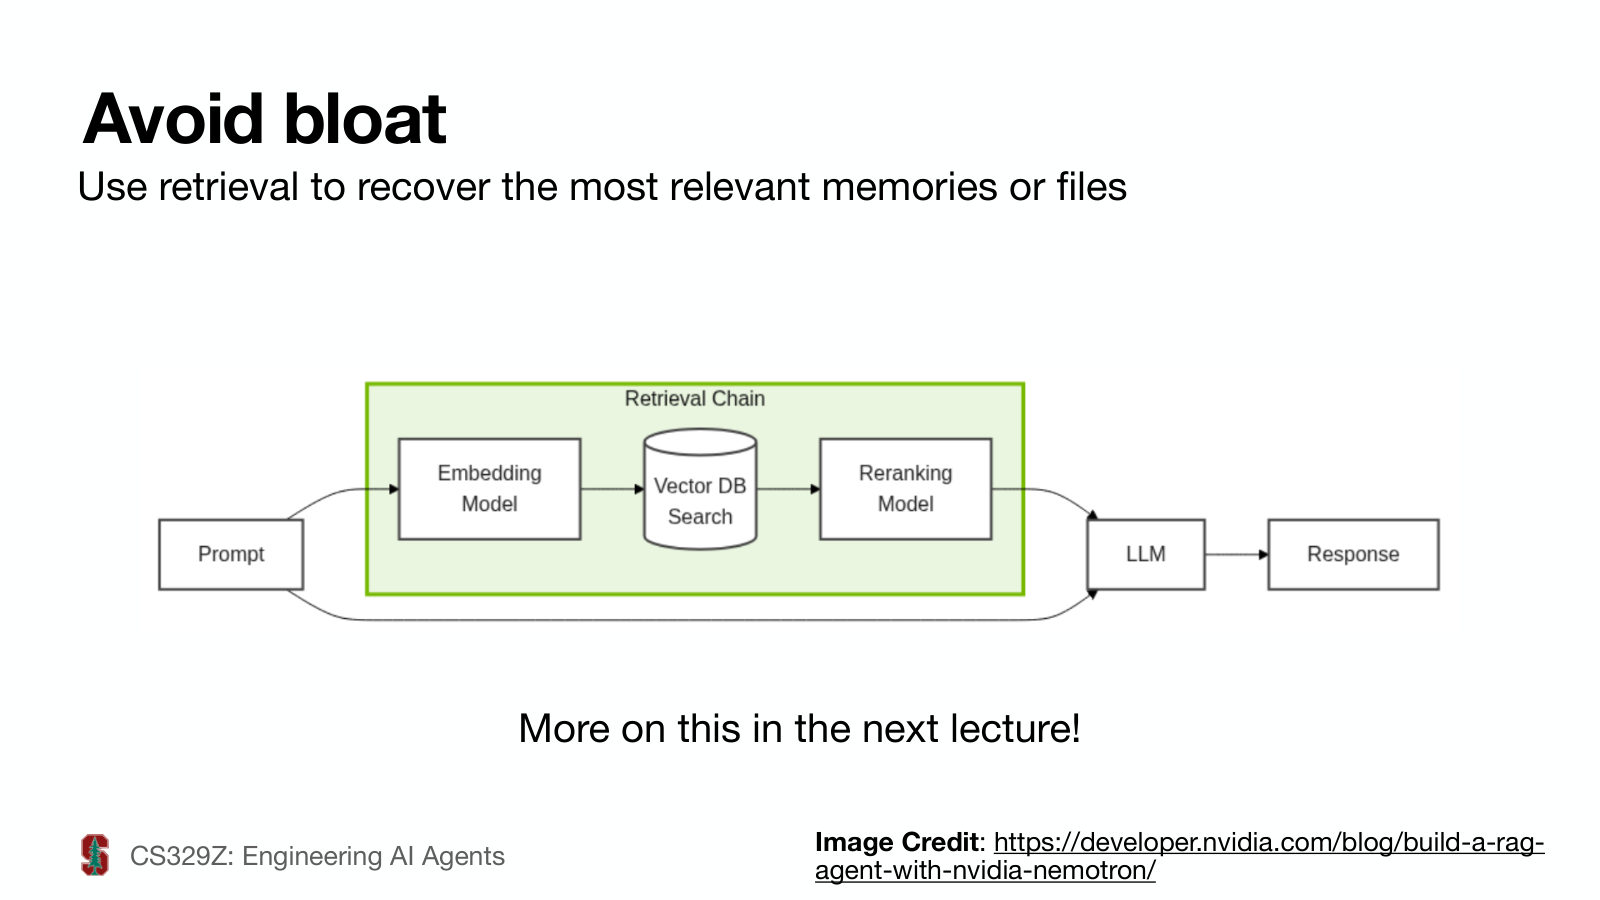 Avoid bloat
Use retrieval to recover the most relevant memories or files
Retrieval Chain
Prompt
Embedding
Model
Vector DB
Search
Reranking
Model
LLM
Response
More on this in the next lecture!
CS329Z: Engineering AI Agents
Image Credit: https://developer.nvidia.com/blog/build-a-rag-
agent-with-nvidia-nemotron/